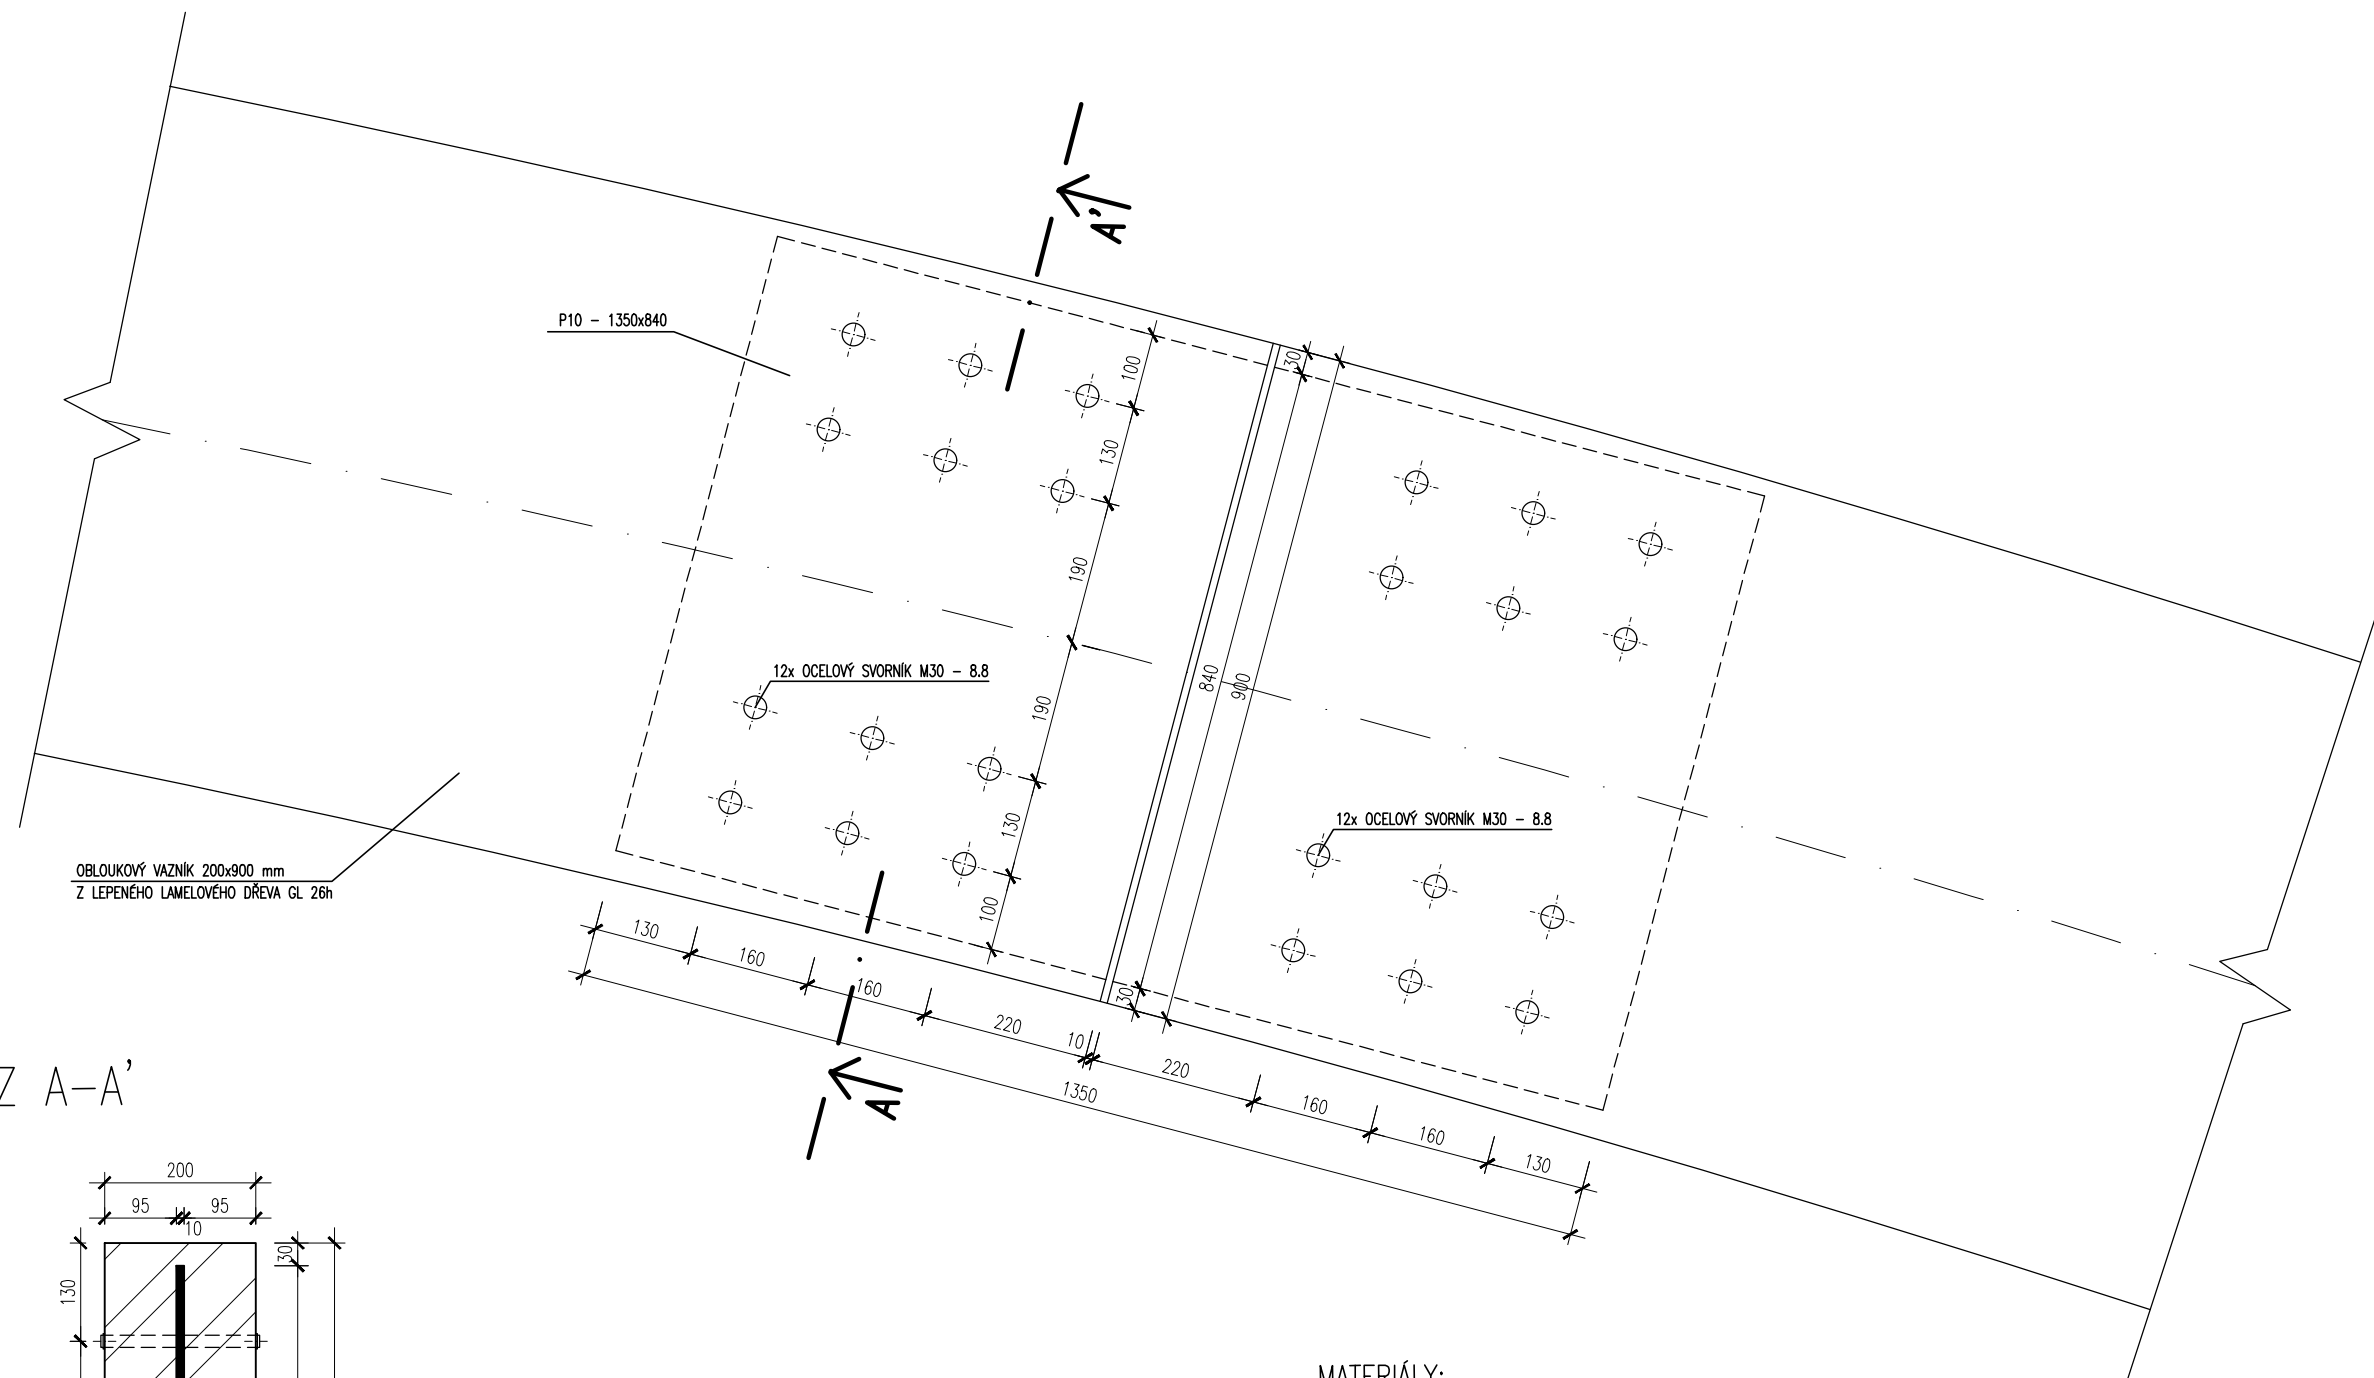 A'
P10 - 1350x840
100
130
190
190
130
100
30
840
900
30
12x OCELOVÝ SVORNÍK M30 - 8.8
12x OCELOVÝ SVORNÍK M30 - 8.8
OBLOUKOVÝ VAZNÍK 200x900 mm
Z LEPENÉHO LAMELOVÉHO DŘEVA GL 26h
130
160
160
220
10
220
160
160
130
1350
A
Z A-A'
200
95
95
10
30
130
MATERIÁLY: